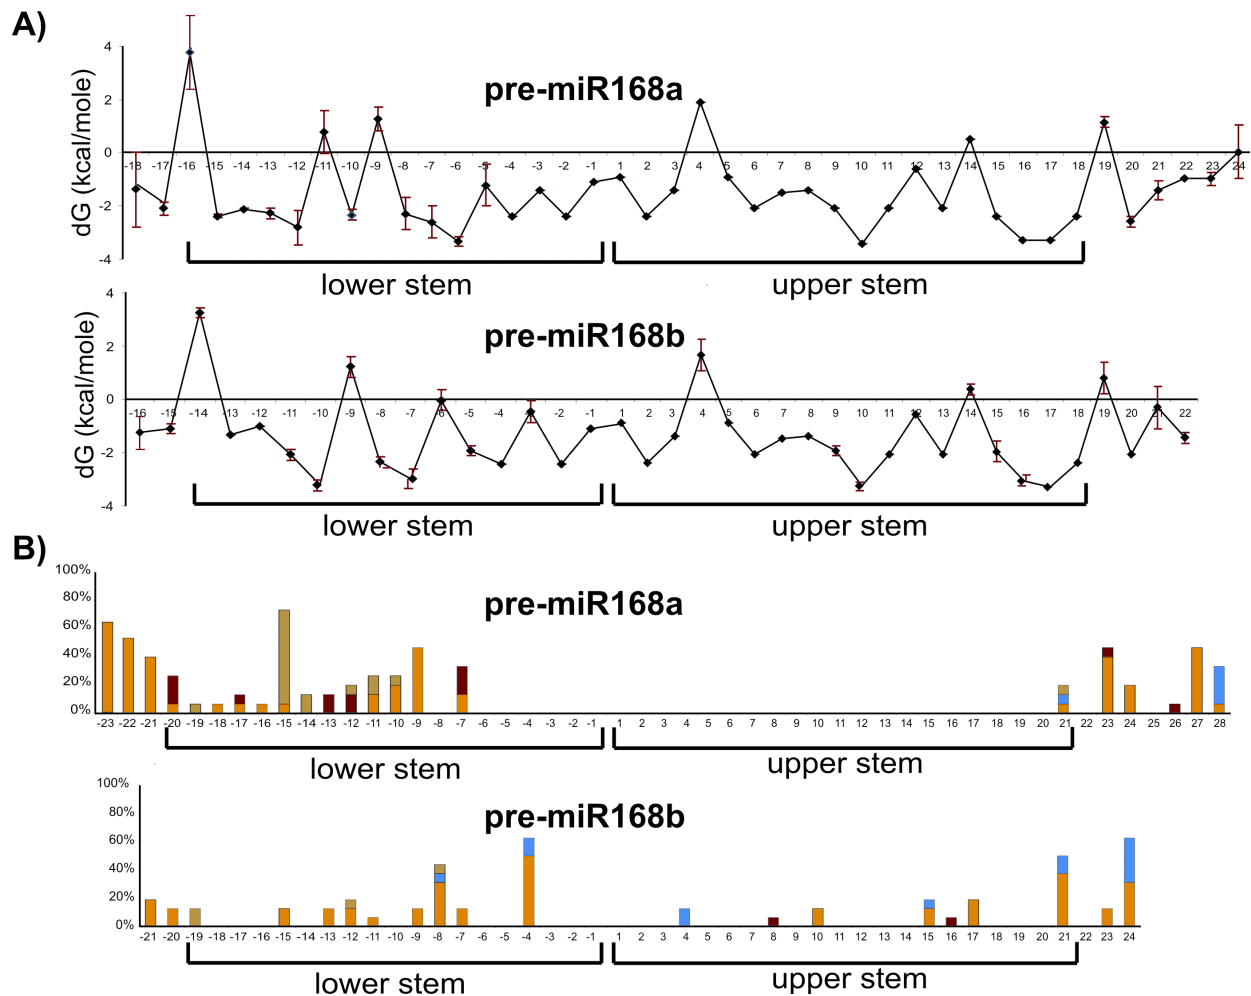 A)
pre-miR168a
dG (kcal/mole)
4
2
0
-2
-4
-18 -17 -16 -15 -14 -13 -12 -11 -10 -9 -8 -7 -6 -5 -4 -3 -2 -1 1 2 3 4 5 6 7 8 9 10 11 12 13 14 15 16 17 18 19 20 21 22 23 24
lower stem upper stem
pre-miR168b
dG (kcal/mole)
4
2
0
-2
-4
-16 -15 -14 -13 -12 -11 -10 -9 -8 -7 -6 -5 -4 -3 -2 -1 1 2 3 4 5 6 7 8 9 10 11 12 13 14 15 16 17 18 19 20 21 22
lower stem upper stem
B)
pre-miR168a
100%
80%
60%
40%
20%
0%
-23 -22 -21 -20 -19 -18 -17 -16 -15 -14 -13 -12 -11 -10 -9 -8 -7 -6 -5 -4 -3 -2 -1 1 2 3 4 5 6 7 8 9 10 11 12 13 14 15 16 17 18 19 20 21 22 23 24 25 26 27 28
lower stem upper stem
pre-miR168b
100%
80%
60%
40%
20%
0%
-21 -20 -19 -18 -17 -16 -15 -14 -13 -12 -11 -10 -9 -8 -7 -6 -5 -4 -3 -2 -1 1 2 3 4 5 6 7 8 9 10 11 12 13 14 15 16 17 18 19 20 21 22 23 24
lower stem upper stem